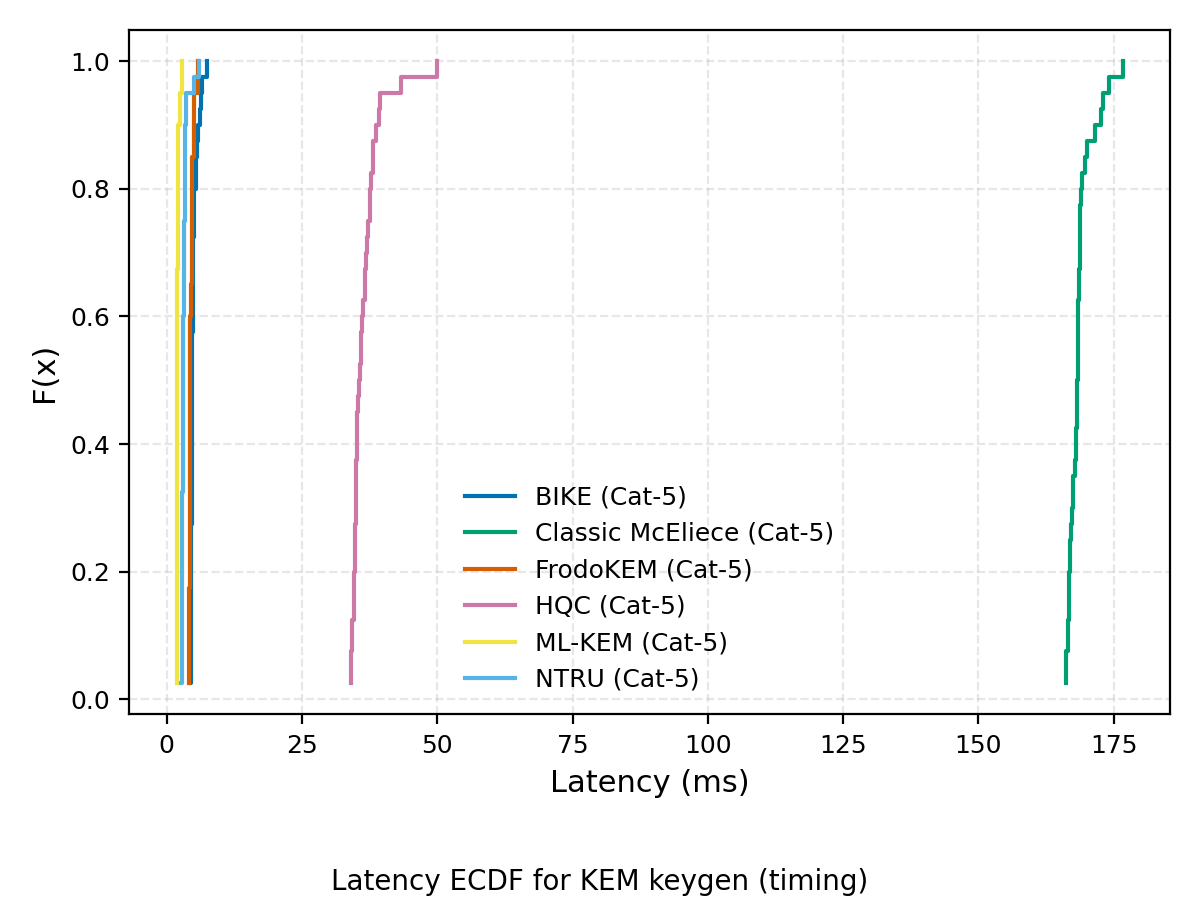 1.0
0.8
0.6
0.4
0.2
0.0
F(x)
BIKE (Cat-5)
Classic McEliece (Cat-5)
FrodoKEM (Cat-5)
HQC (Cat-5)
ML-KEM (Cat-5)
NTRU (Cat-5)
0 25 50 75 100 125 150 175
Latency (ms)
Latency ECDF for KEM keygen (timing)